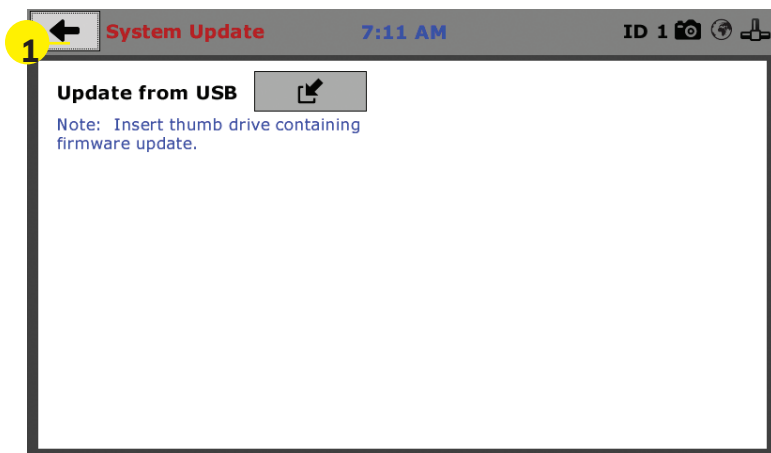 1
System Update 7:11 AM ID 1
Update from USB
Note: Insert thumb drive containing
firmware update.